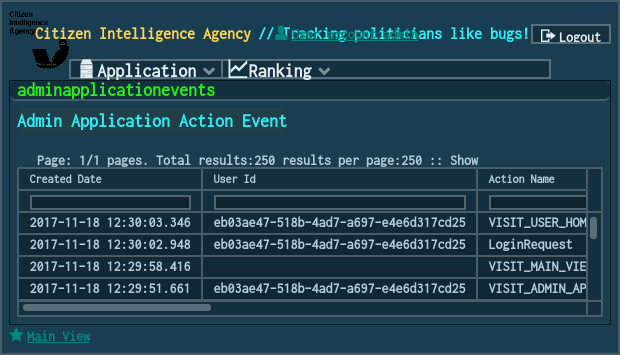 Citizen
Intelligence
Agency
Citizen Intelligence Agency // Tracking politicians like bugs!
Logout
Application
Ranking
adminapplicationevents
Admin Application Action Event
Page: 1/1 pages. Total results:250 results per page:250 :: Show
Created Date User Id Action Name
2017-11-18 12:30:03.346 eb03ae47-518b-4ad7-a697-e4e6d317cd25 VISIT_USER_HOM
2017-11-18 12:30:02.948 eb03ae47-518b-4ad7-a697-e4e6d317cd25 LoginRequest
2017-11-18 12:29:58.416 VISIT_MAIN_VIE
2017-11-18 12:29:51.661 eb03ae47-518b-4ad7-a697-e4e6d317cd25 VISIT_ADMIN_AP
Main View